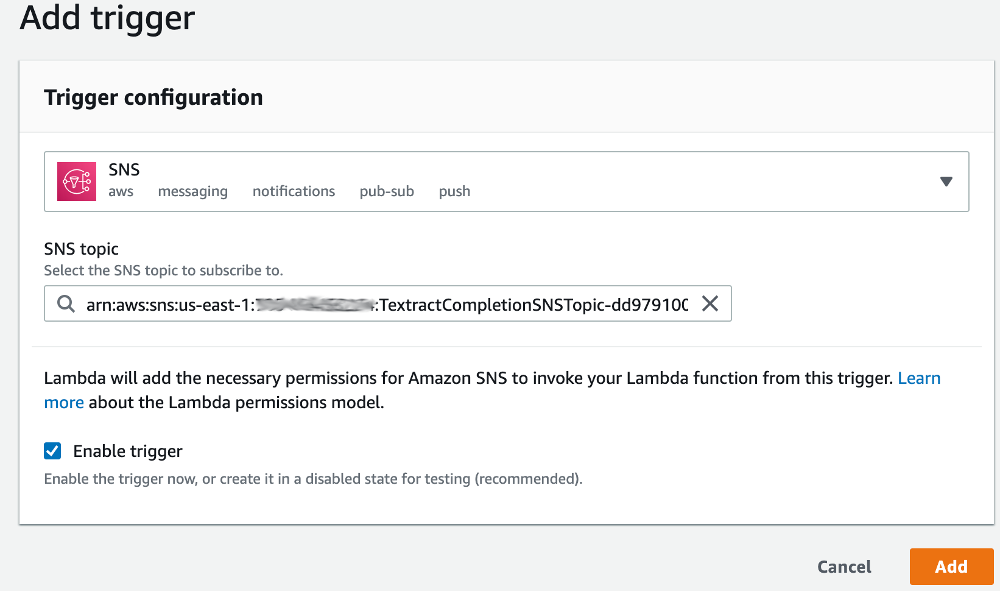 Add trigger
Trigger configuration
SNS
aws messaging notifications pub-sub push
SNS topic
Select the SNS topic to subscribe to.
arn:aws:sns:us-east-1: :TextractCompletionSNSTopic-dd97910
Lambda will add the necessary permissions for Amazon SNS to invoke your Lambda function from this trigger. Learn
more about the Lambda permissions model.
Enable trigger
Enable the trigger now, or create it in a disabled state for testing (recommended).
Cancel Add